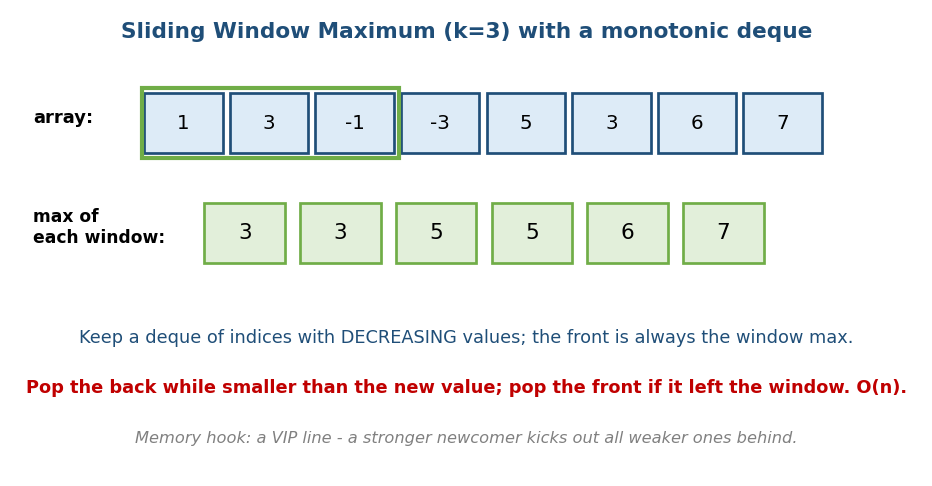 Sliding Window Maximum (k=3) with a monotonic deque
array: 1 3 -1 -3 5 3 6 7
max of
each window: 3 3 5 5 6 7
Keep a deque of indices with DECREASING values; the front is always the window max.
Pop the back while smaller than the new value; pop the front if it left the window. O(n).
Memory hook: a VIP line - a stronger newcomer kicks out all weaker ones behind.